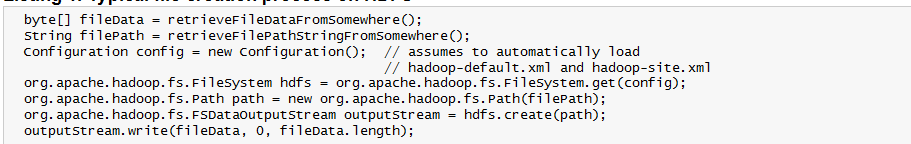 byte[] fileData = retrieveFileDataFromSomewhere();
String filePath = retrieveFilePathStringFromSomewhere();
Configuration config = new Configuration();  // assumes to automatically load
// hadoop-default.xml and hadoop-site.xml
org.apache.hadoop.fs.FileSystem hdfs = org.apache.hadoop.fs.FileSystem.get(config);
org.apache.hadoop.fs.Path path = new org.apache.hadoop.fs.Path(filePath);
org.apache.hadoop.fs.FSDataOutputStream outputStream = hdfs.create(path);
outputStream.write(fileData, 0, fileData.length);